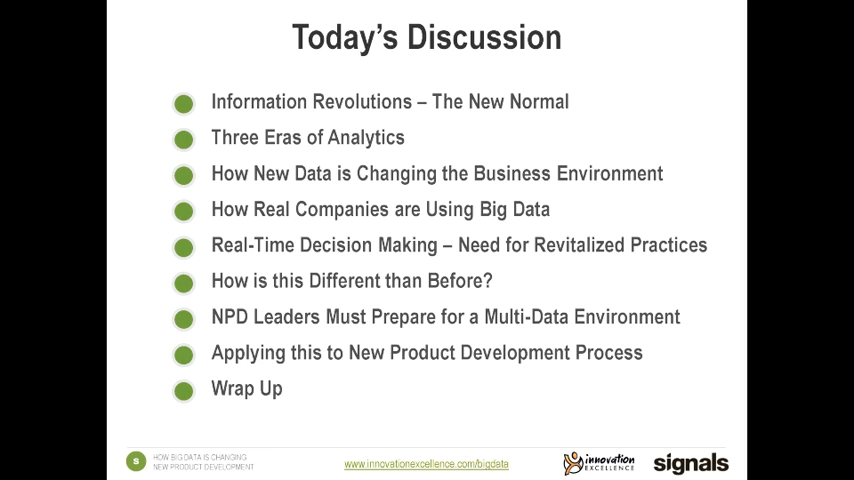 Today's Discussion
Information Revolutions – The New Normal
Three Eras of Analytics
How New Data is Changing the Business Environment
How Real Companies are Using Big Data
Real-Time Decision Making – Need for Revitalized Practices
How is this Different than Before?
NPD Leaders Must Prepare for a Multi-Data Environment
Applying this to New Product Development Process
Wrap Up
S
HOW BIG DATA IS CHANGING
NEW PRODUCT DEVELOPMENT
www.innovationexcellence.com/bigdata
innovation
EXCELLENCE
signals